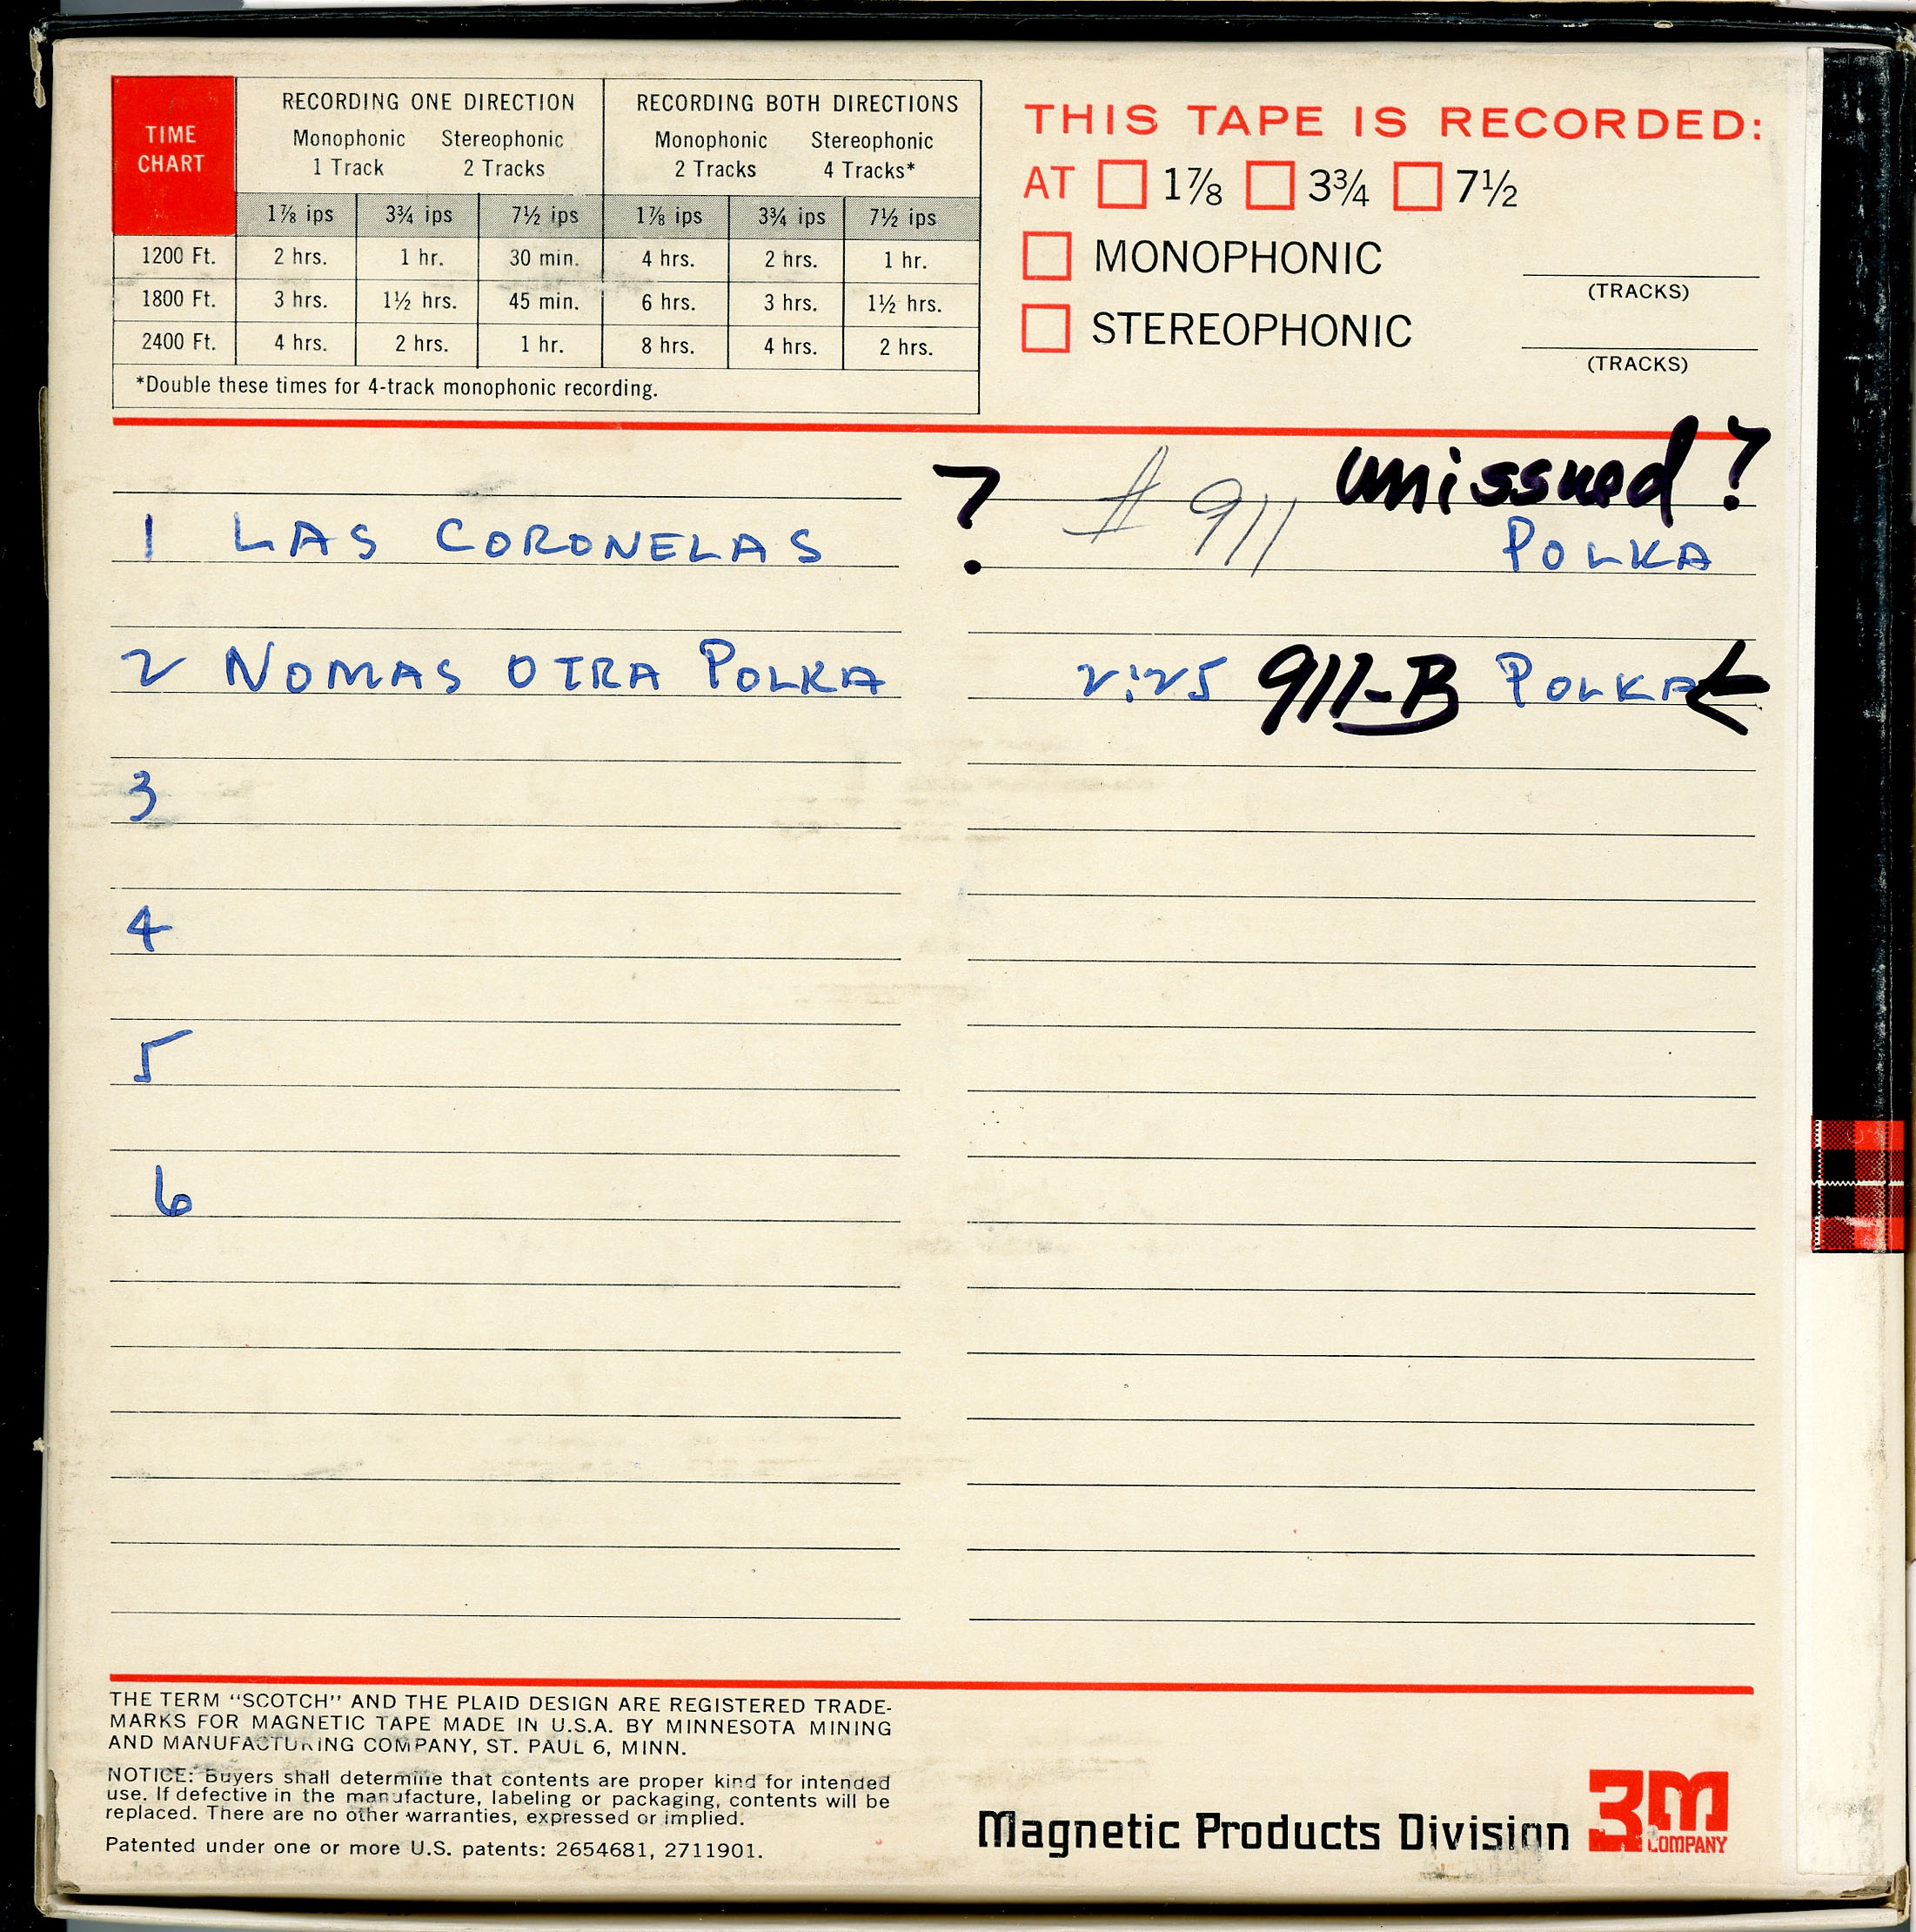 TIME CHART
RECORDING ONE DIRECTION RECORDING BOTH DIRECTIONS
Monophonic Stereophonic Monophonic Stereophonic
1 Track 2 Tracks 2 Tracks 4 Tracks*
1⅞ ips 3¾ ips 7½ ips 1⅞ ips 3¾ ips 7½ ips
1200 Ft. 2 hrs. 1 hr. 30 min. 4 hrs. 2 hrs. 1 hr.
1800 Ft. 3 hrs. 1½ hrs. 45 min. 6 hrs. 3 hrs. 1½ hrs.
2400 Ft. 4 hrs. 2 hrs. 1 hr. 8 hrs. 4 hrs. 2 hrs.
*Double these times for 4-track monophonic recording.
THIS TAPE IS RECORDED:
AT 1⅞ 3¾ 7½
MONOPHONIC
(TRACKS)
STEREOPHONIC
(TRACKS)
? # 911 unissued?
1 LAS CORONELAS POLKA
2 NOMAS OTRA POLKA 2:25 911-B POLKA
3
4
5
6
THE TERM "SCOTCH" AND THE PLAID DESIGN ARE REGISTERED TRADE-
MARKS FOR MAGNETIC TAPE MADE IN U.S.A. BY MINNESOTA MINING
AND MANUFACTURING COMPANY, ST. PAUL 6, MINN.
NOTICE: Buyers shall determine that contents are proper kind for intended
use. If defective in the manufacture, labeling or packaging, contents will be
replaced. There are no other warranties, expressed or implied.
Patented under one or more U.S. patents: 2654681, 2711901.
Magnetic Products Division 3M COMPANY